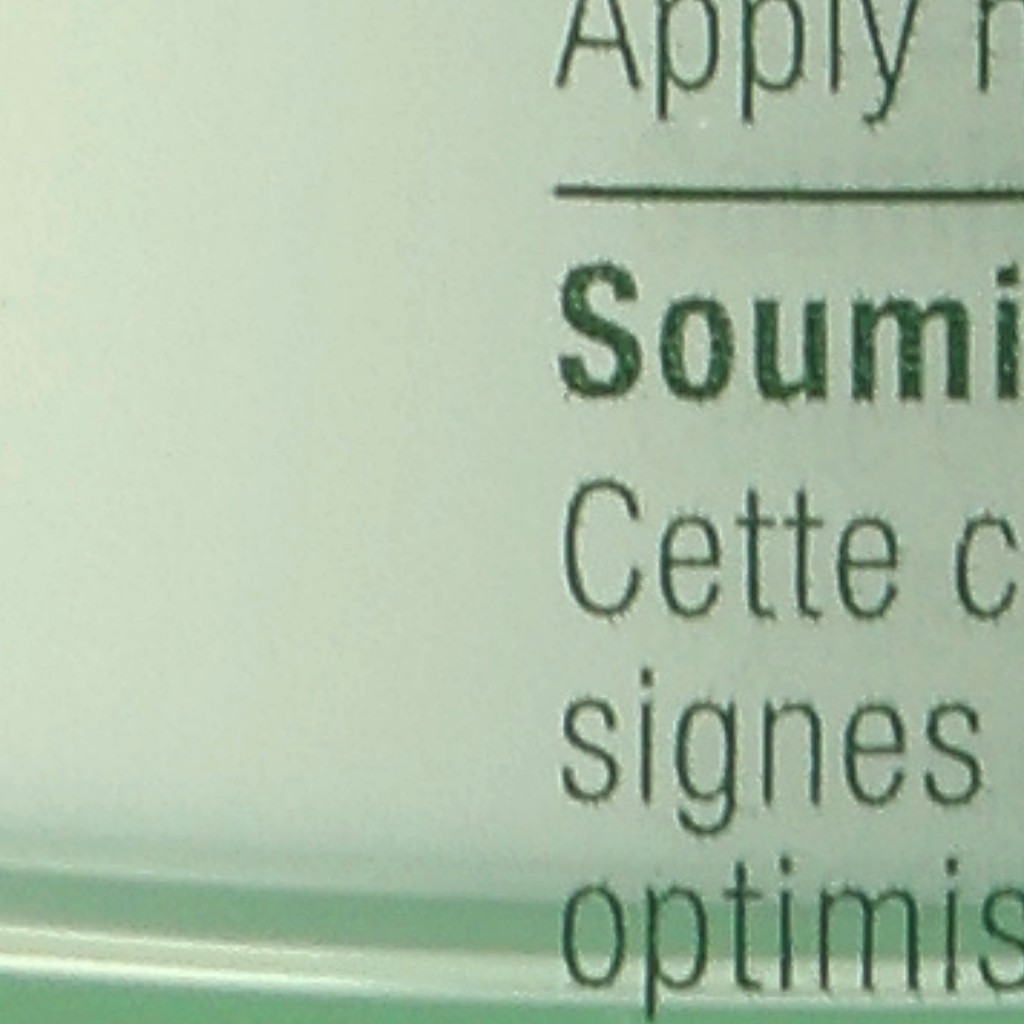 Apply
Soumi
Cette c
signes
optimis